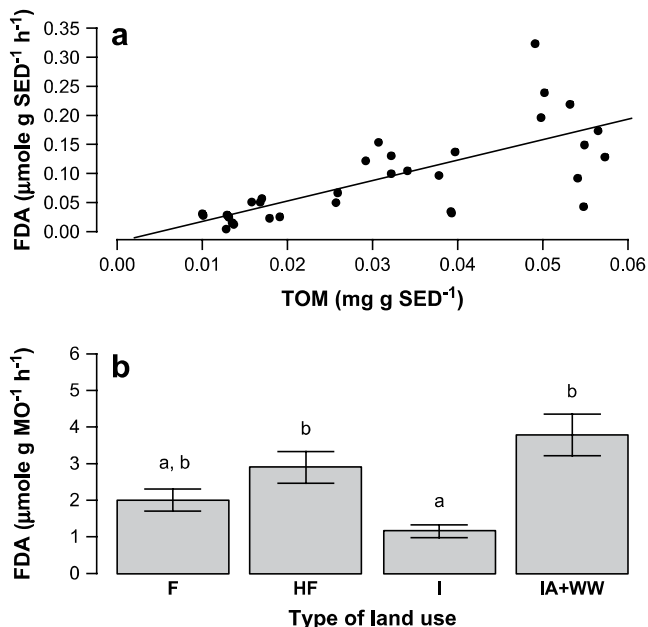 a
FDA (µmole g SED⁻¹ h⁻¹)
0.35
0.30
0.25
0.20
0.15
0.10
0.05
0.00
0.00 0.01 0.02 0.03 0.04 0.05 0.06
TOM (mg g SED⁻¹)
b
FDA (µmole g MO⁻¹ h⁻¹)
6
5
4
3
2
1
0
a, b
b
a
b
F HF I IA+WW
Type of land use